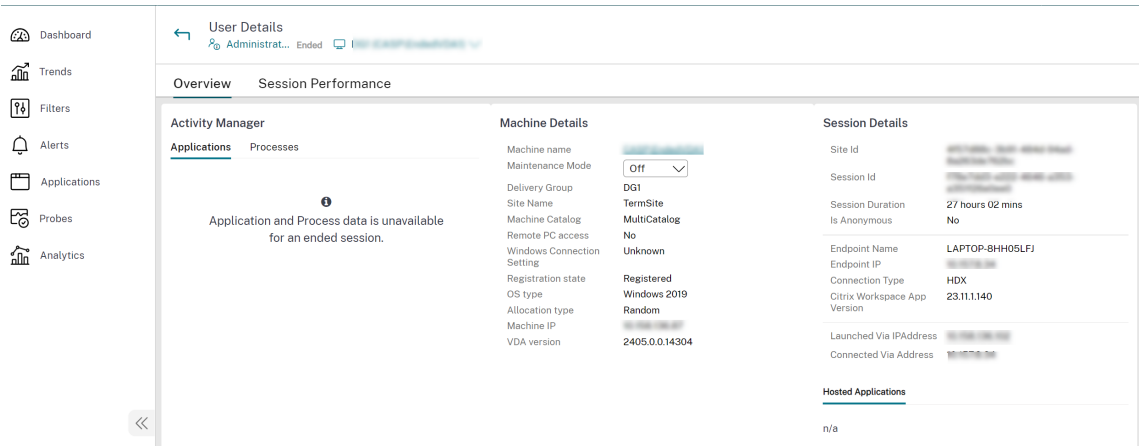 Dashboard
Trends
Filters
Alerts
Applications
Probes
Analytics
User Details
Administrat... Ended
Overview Session Performance
Activity Manager
Applications Processes
Application and Process data is unavailable
for an ended session.
Machine Details
Machine name
Maintenance Mode Off
Delivery Group DG1
Site Name TermSite
Machine Catalog MultiCatalog
Remote PC access No
Windows Connection Unknown
Setting
Registration state Registered
OS type Windows 2019
Allocation type Random
Machine IP
VDA version 2405.0.0.14304
Session Details
Site Id
Session Id
Session Duration 27 hours 02 mins
Is Anonymous No
Endpoint Name LAPTOP-8HH05LFJ
Endpoint IP
Connection Type HDX
Citrix Workspace App 23.11.1.140
Version
Launched Via IPAddress
Connected Via Address
Hosted Applications
n/a